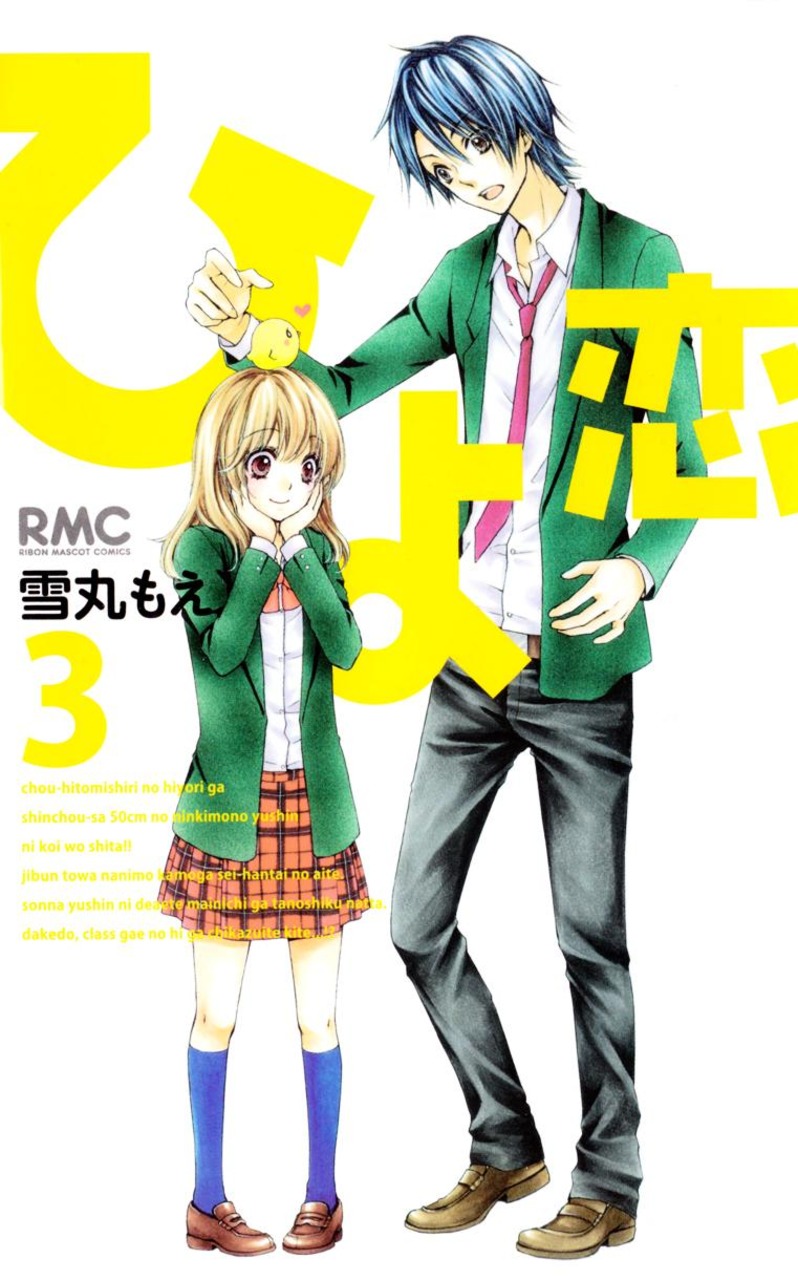 ひよ恋
RMC
RIBON MASCOT COMICS
雪丸もえ
3
chou-hitomishiri no hiyori ga
shinchou-sa 50cm no ninkimono yushin
ni koi wo shita!!
jibun towa nanimo kamoga sei-hantai no aite.
sonna yushin ni deaete mainichi ga tanoshiku natta.
dakedo, class gae no hi ga chikazuite kite...!?